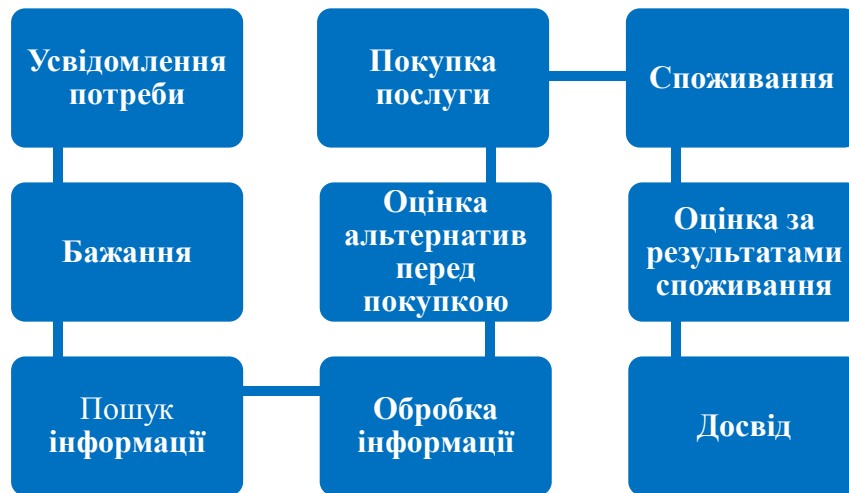 Усвідомлення
потреби
Бажання
Пошук
інформації
Обробка
інформації
Оцінка
альтернатив
перед
покупкою
Покупка
послуги
Споживання
Оцінка за
результатами
споживання
Досвід